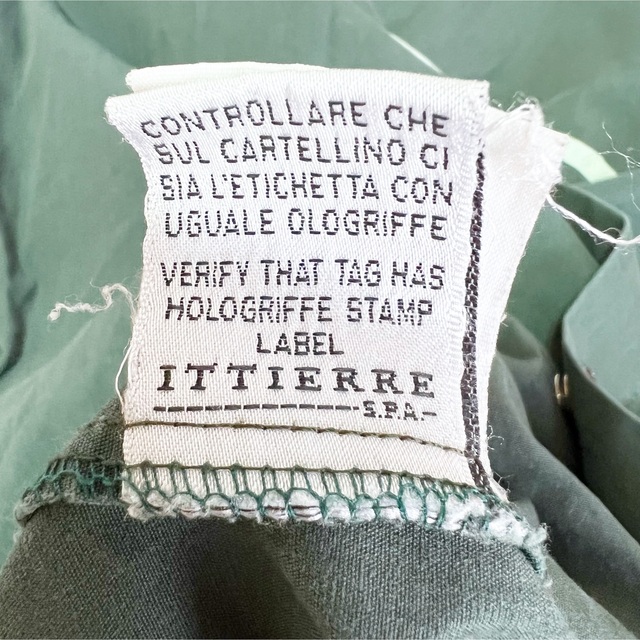 CONTROLLARE CHE
SUL CARTELLINO CI
SIA L'ETICHETTA CON
UGUALE OLOGRIFFE
VERIFY THAT TAG HAS
HOLOGRIFFE STAMP
LABEL
ITTIERRE
S.P.A.